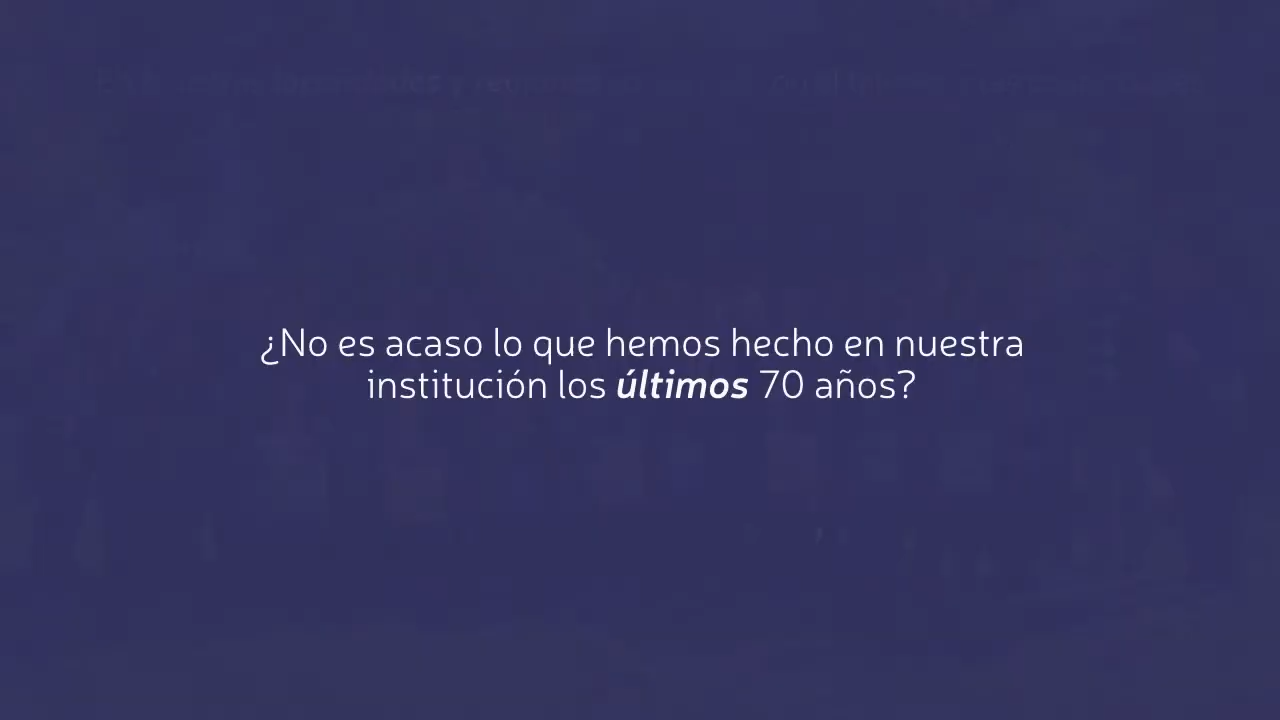 ¿No es acaso lo que hemos hecho en nuestra
institución los últimos 70 años?